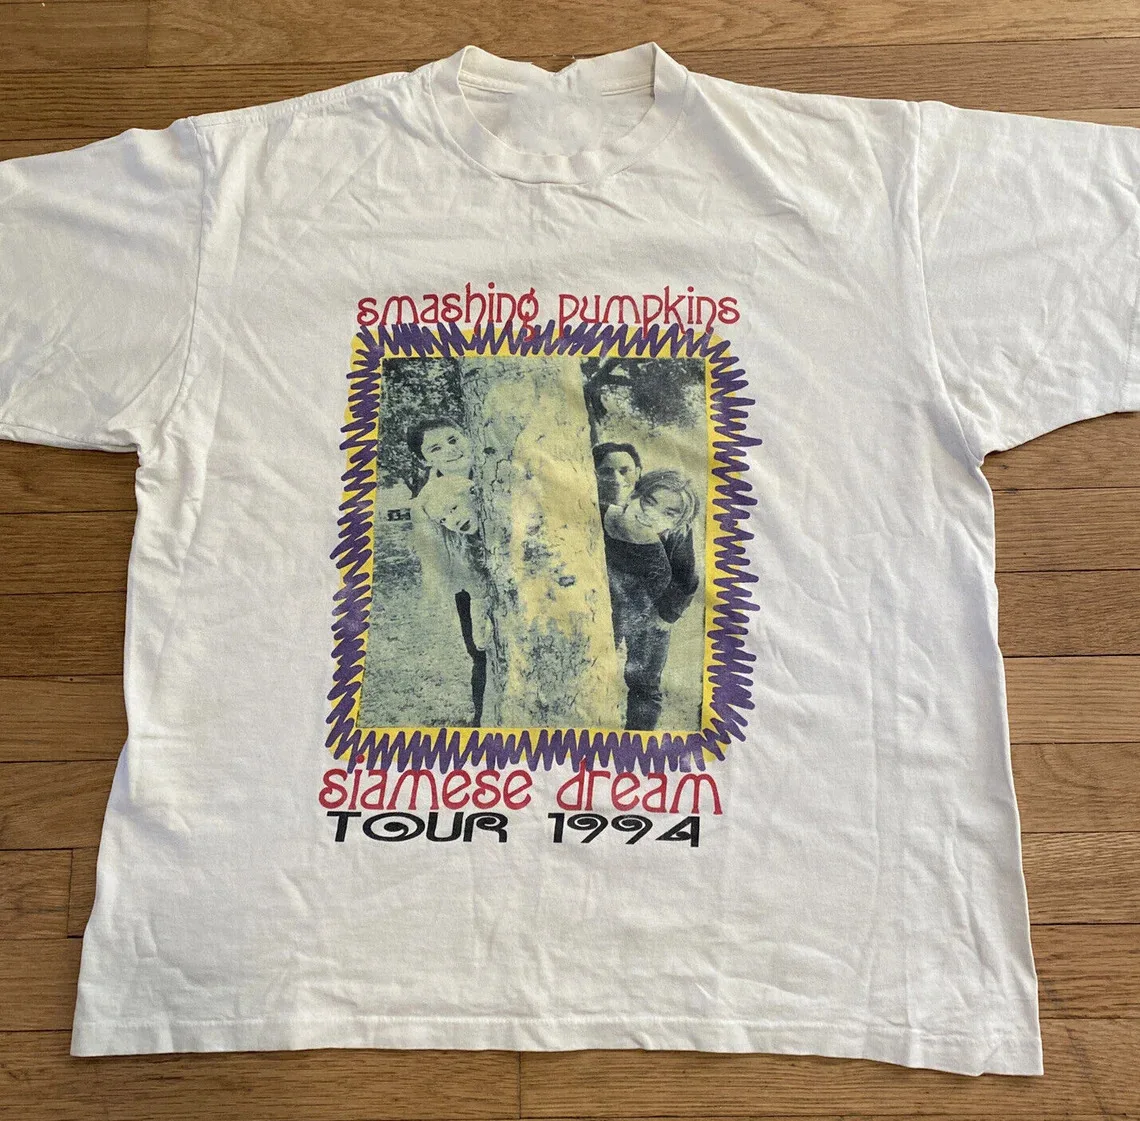 smashing pumpkins
siamese dream
TOUR 1994